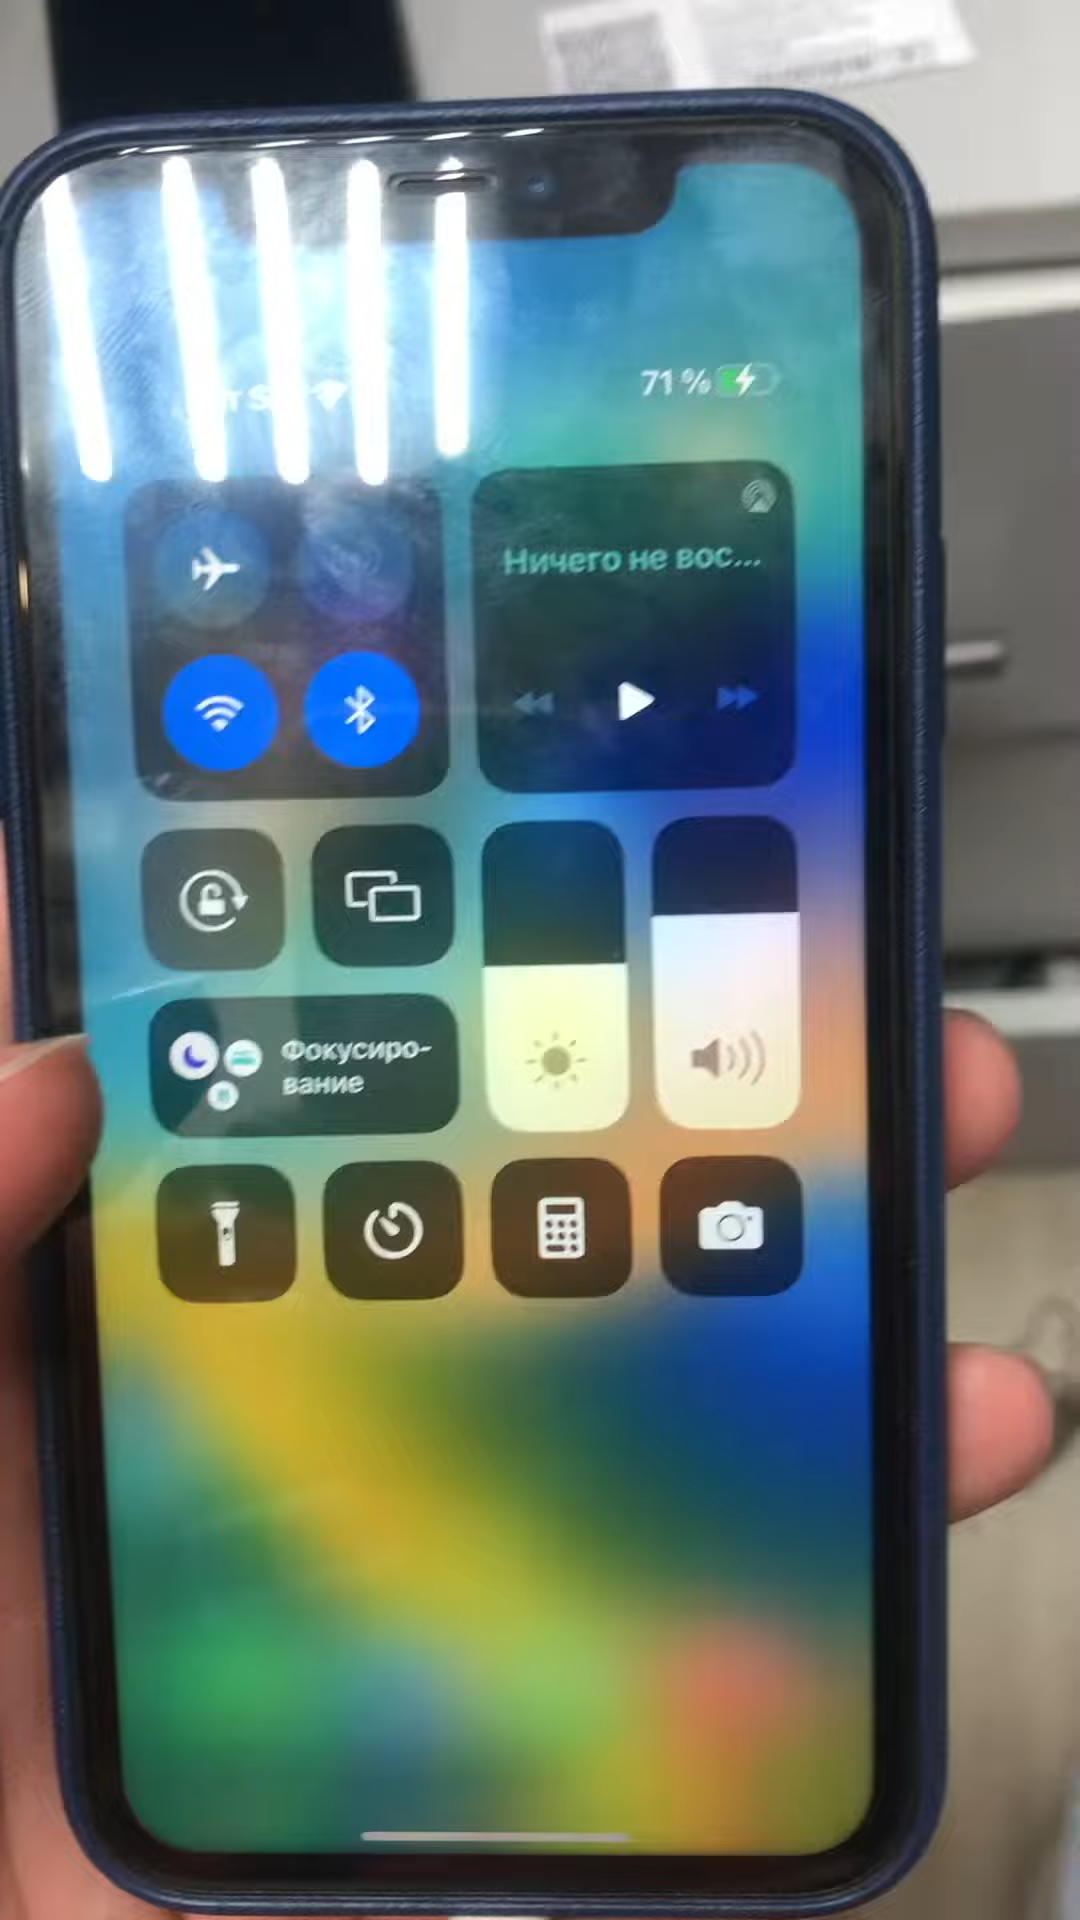 71 %
Ничего не вос...
Фокусиро-
вание